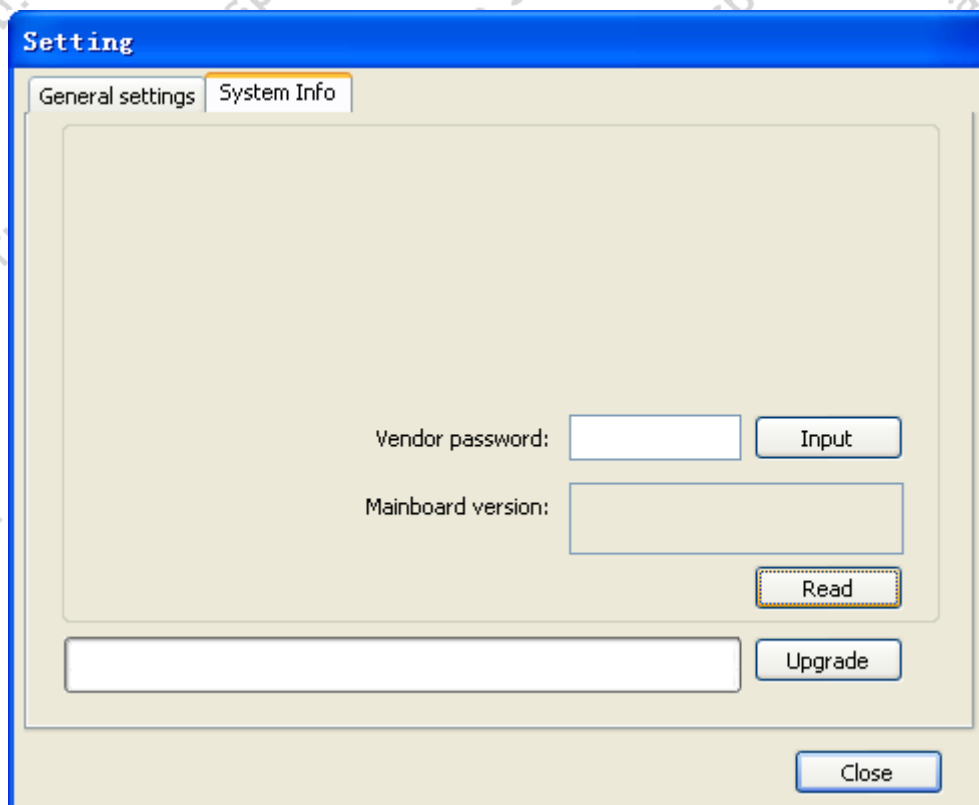 Setting
General settings System Info
Vendor password: Input
Mainboard version:
Read
Upgrade
Close